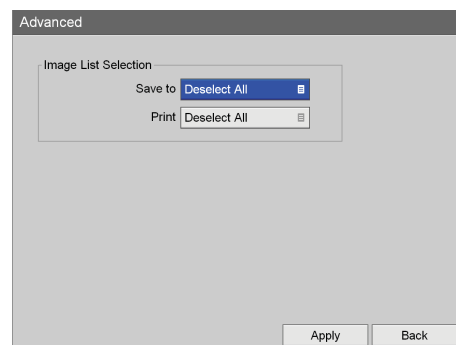 Advanced
Image List Selection
Save to Deselect All
Print Deselect All
Apply Back